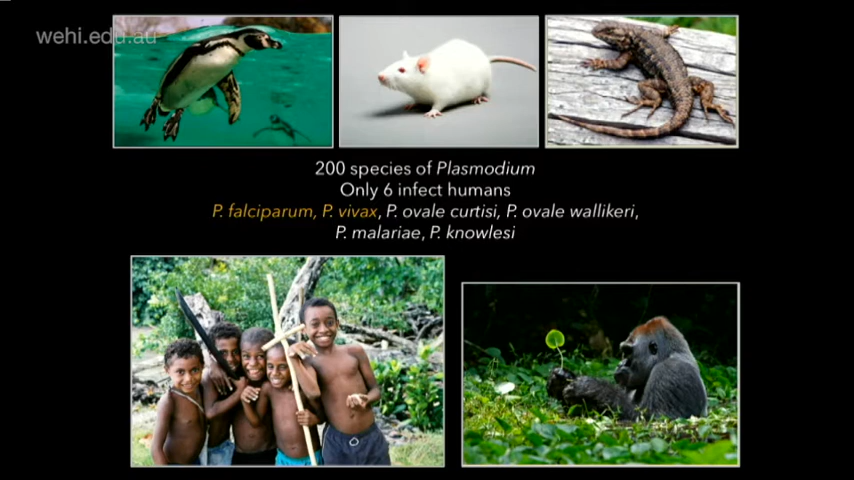 wehi.edu.au
200 species of Plasmodium
Only 6 infect humans
P. falciparum, P. vivax, P. ovale curtisi, P. ovale wallikeri,
P. malariae, P. knowlesi